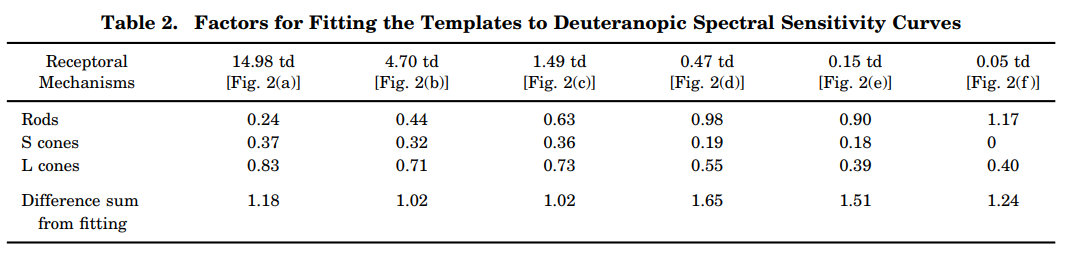 Table 2. Factors for Fitting the Templates to Deuteranopic Spectral Sensitivity Curves
Receptoral Mechanisms 14.98 td [Fig. 2(a)] 4.70 td [Fig. 2(b)] 1.49 td [Fig. 2(c)] 0.47 td [Fig. 2(d)] 0.15 td [Fig. 2(e)] 0.05 td [Fig. 2(f)]
Rods 0.24 0.44 0.63 0.98 0.90 1.17
S cones 0.37 0.32 0.36 0.19 0.18 0
L cones 0.83 0.71 0.73 0.55 0.39 0.40
Difference sum 1.18 1.02 1.02 1.65 1.51 1.24
from fitting